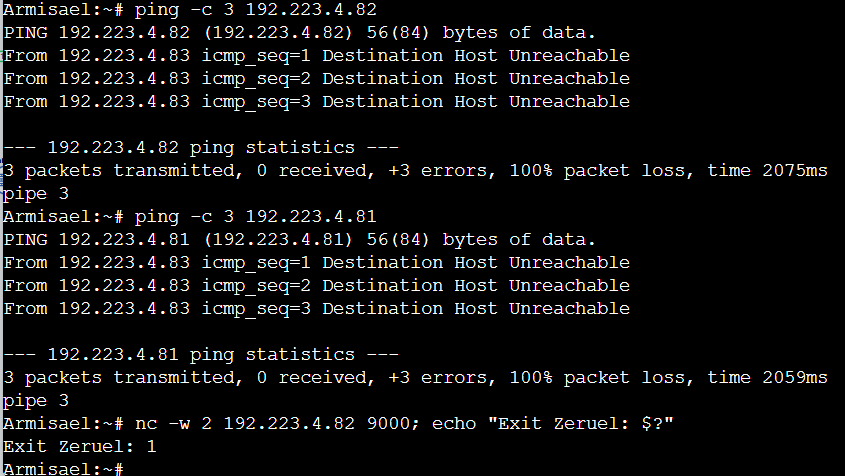 Armisael:~# ping -c 3 192.223.4.82
PING 192.223.4.82 (192.223.4.82) 56(84) bytes of data.
From 192.223.4.83 icmp_seq=1 Destination Host Unreachable
From 192.223.4.83 icmp_seq=2 Destination Host Unreachable
From 192.223.4.83 icmp_seq=3 Destination Host Unreachable

--- 192.223.4.82 ping statistics ---
3 packets transmitted, 0 received, +3 errors, 100% packet loss, time 2075ms
pipe 3
Armisael:~# ping -c 3 192.223.4.81
PING 192.223.4.81 (192.223.4.81) 56(84) bytes of data.
From 192.223.4.83 icmp_seq=1 Destination Host Unreachable
From 192.223.4.83 icmp_seq=2 Destination Host Unreachable
From 192.223.4.83 icmp_seq=3 Destination Host Unreachable

--- 192.223.4.81 ping statistics ---
3 packets transmitted, 0 received, +3 errors, 100% packet loss, time 2059ms
pipe 3
Armisael:~# nc -w 2 192.223.4.82 9000; echo "Exit Zeruel: $?"
Exit Zeruel: 1
Armisael:~#